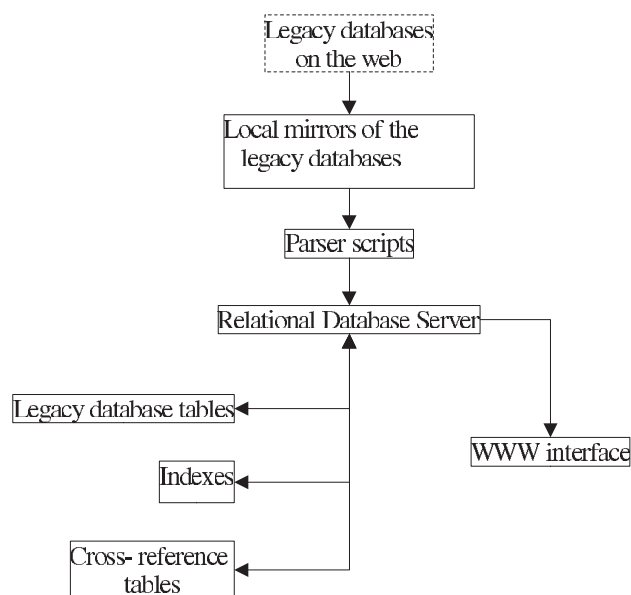 Legacy databases
on the web
Local mirrors of the
legacy databases
Parser scripts
Relational Database Server
Legacy database tables
WWW interface
Indexes
Cross- reference
tables